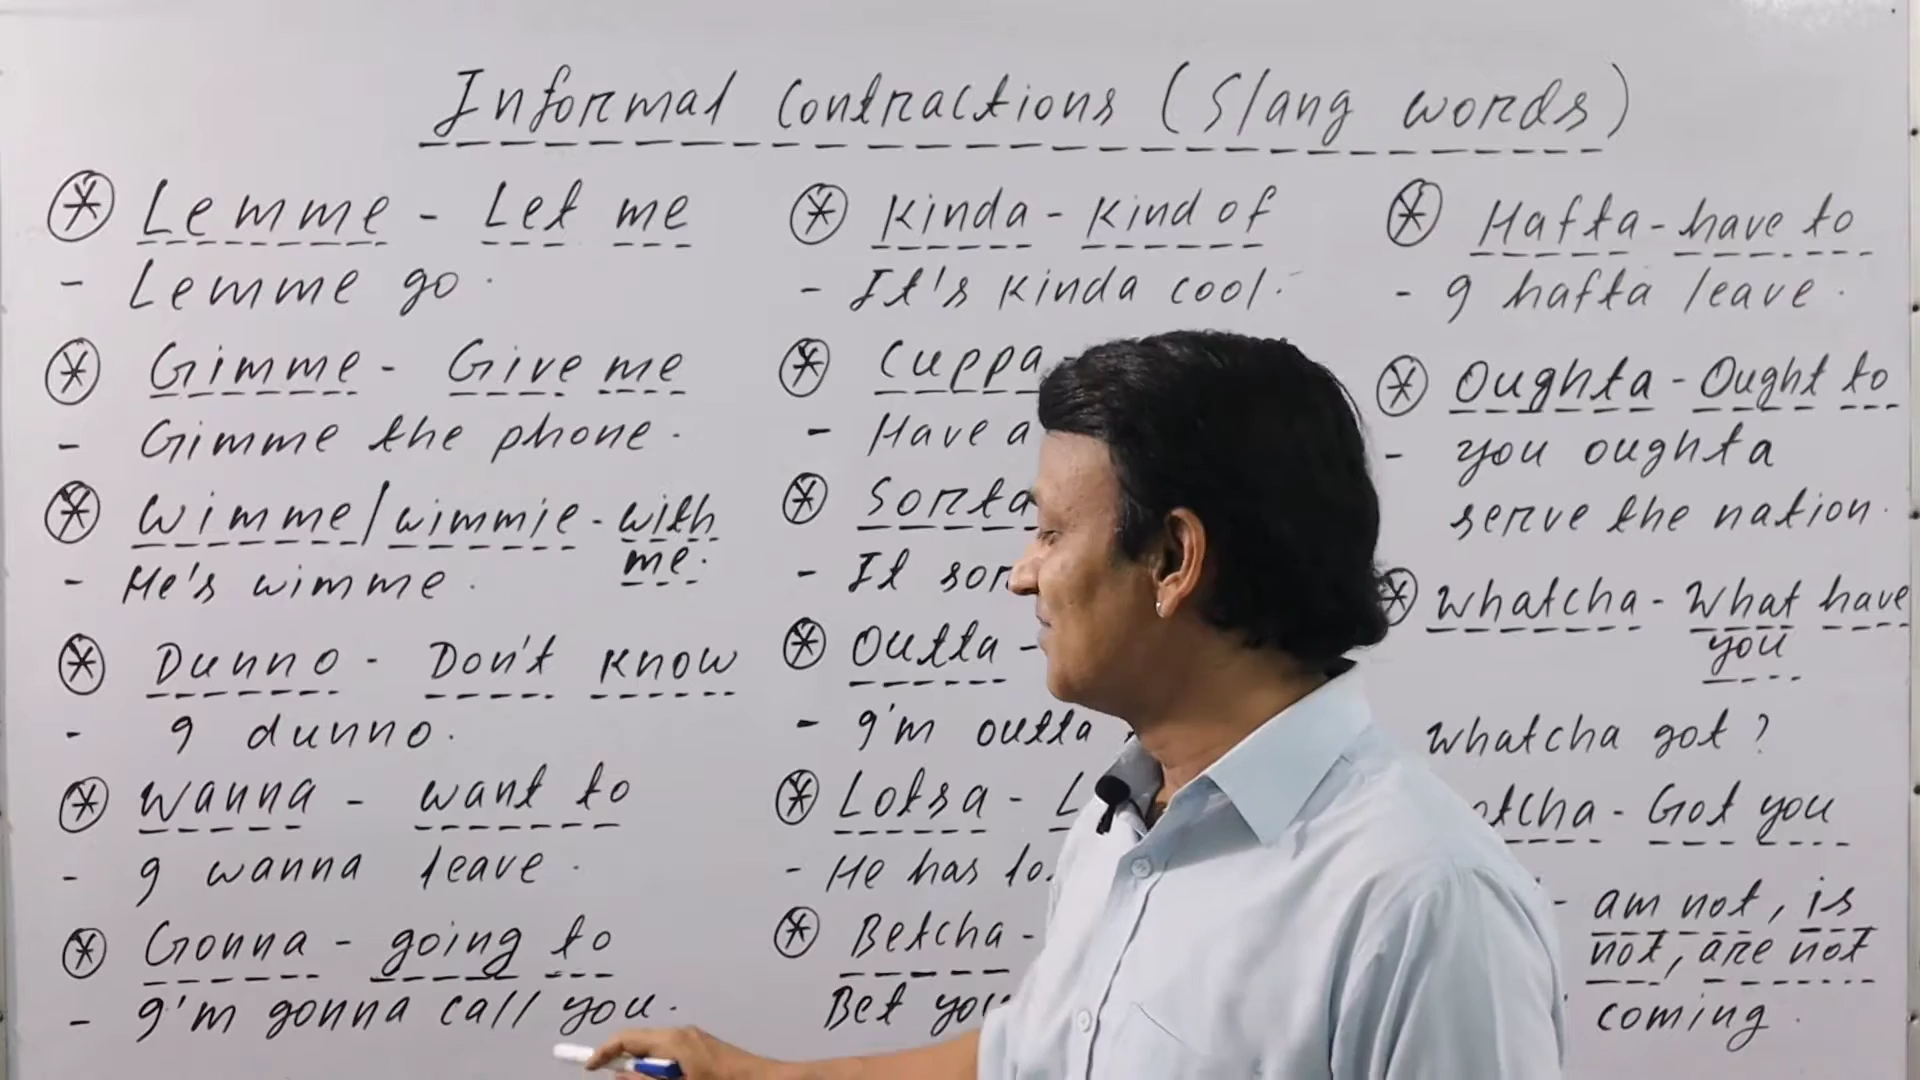 Informal Contractions (Slang words)
Lemme - Let me
- Lemme go.
Gimme - Give me
- Gimme the phone.
Wimme/wimmie - with me.
- He's wimme.
Dunno - Don't know
- I dunno.
Wanna - want to
- I wanna leave.
Gonna - going to
- I'm gonna call you.
Kinda - Kind of
- It's kinda cool.
Cuppa -
- Have a
Sorta
- It
Outta -
- I'm outta
Lotsa -
- He has
Betcha -
Bet
Hafta - have to
- I hafta leave.
Oughta - Ought to
- you oughta
serve the nation.
Whatcha - What have
you
Whatcha got?
- Got you
- am not, is
not, are not
coming.